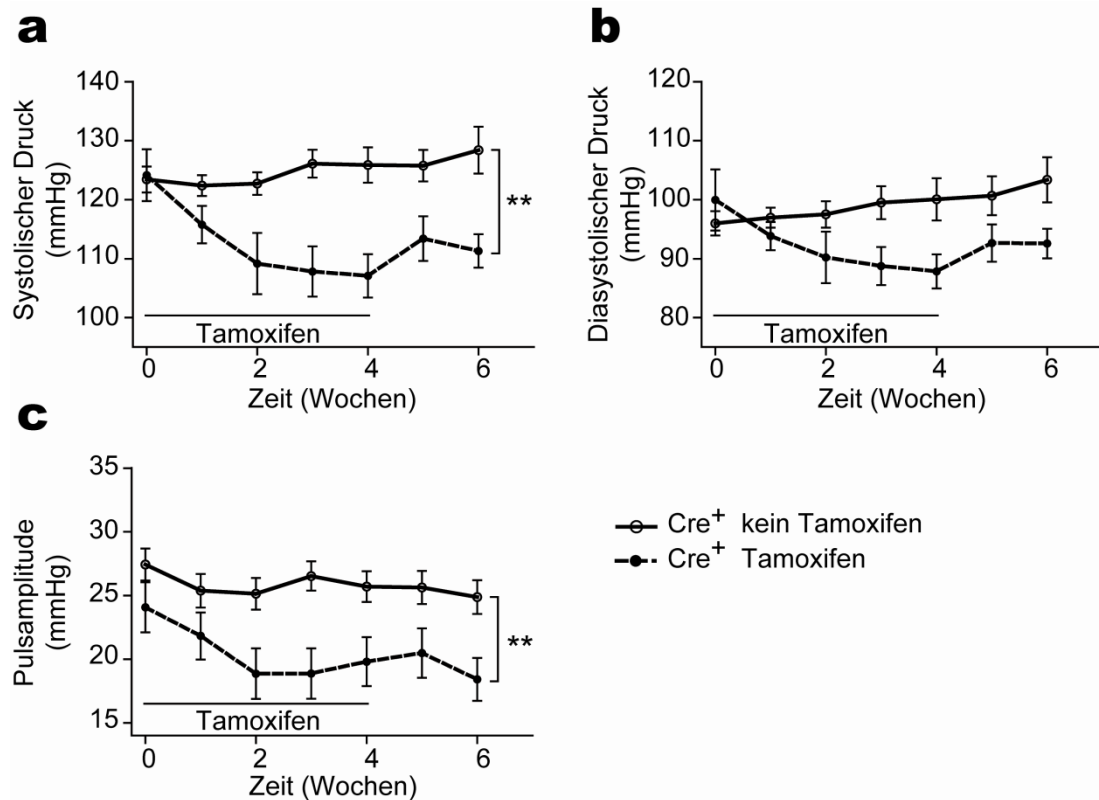 a
Systolischer Druck
(mmHg)
140
130
120
110
100
**
Tamoxifen
0 2 4 6
Zeit (Wochen)
b
Diasystolischer Druck
(mmHg)
120
100
90
80
Tamoxifen
0 2 4 6
Zeit (Wochen)
110
c
Pulsamplitude
(mmHg)
35
30
25
20
15
**
Tamoxifen
0 2 4 6
Zeit (Wochen)
Cre+ kein Tamoxifen
Cre+ Tamoxifen